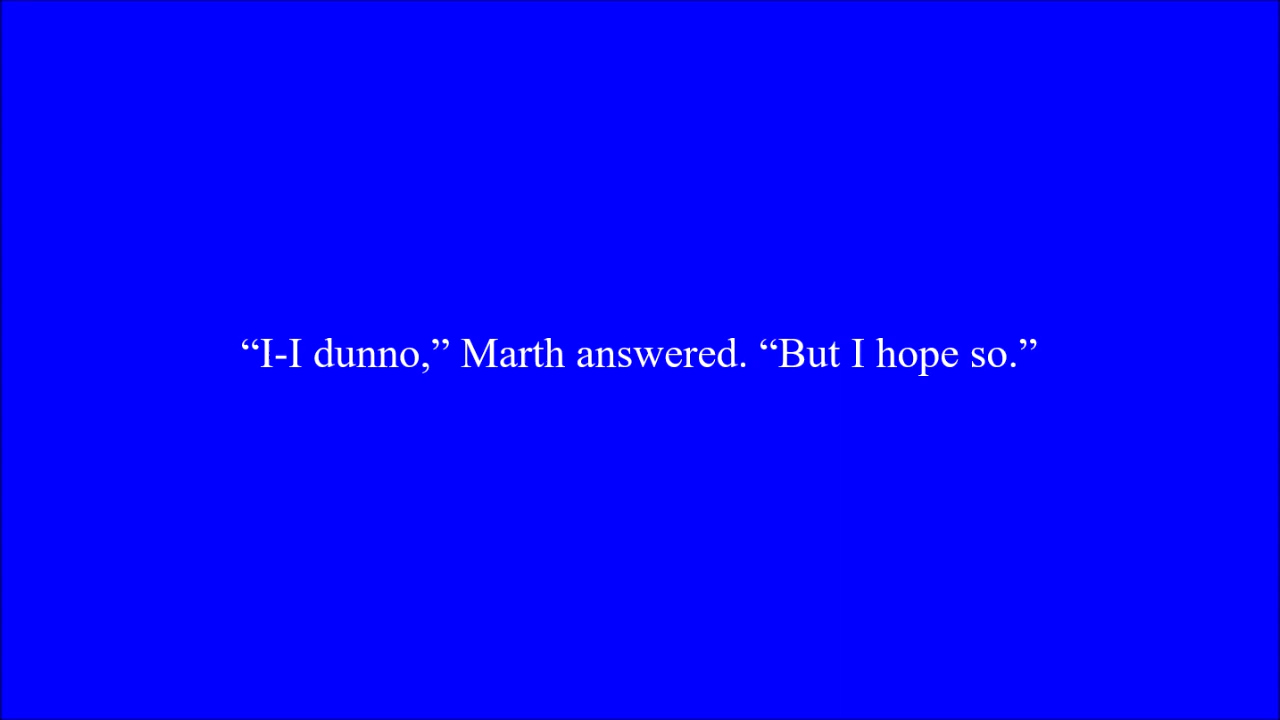 “I-I dunno,” Marth answered. “But I hope so.”